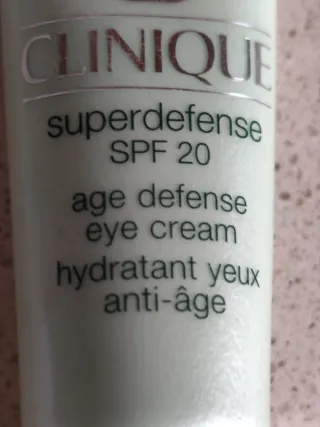 CLINIQUE
superdefense
SPF 20
age defense
eye cream
hydratant yeux
anti-âge